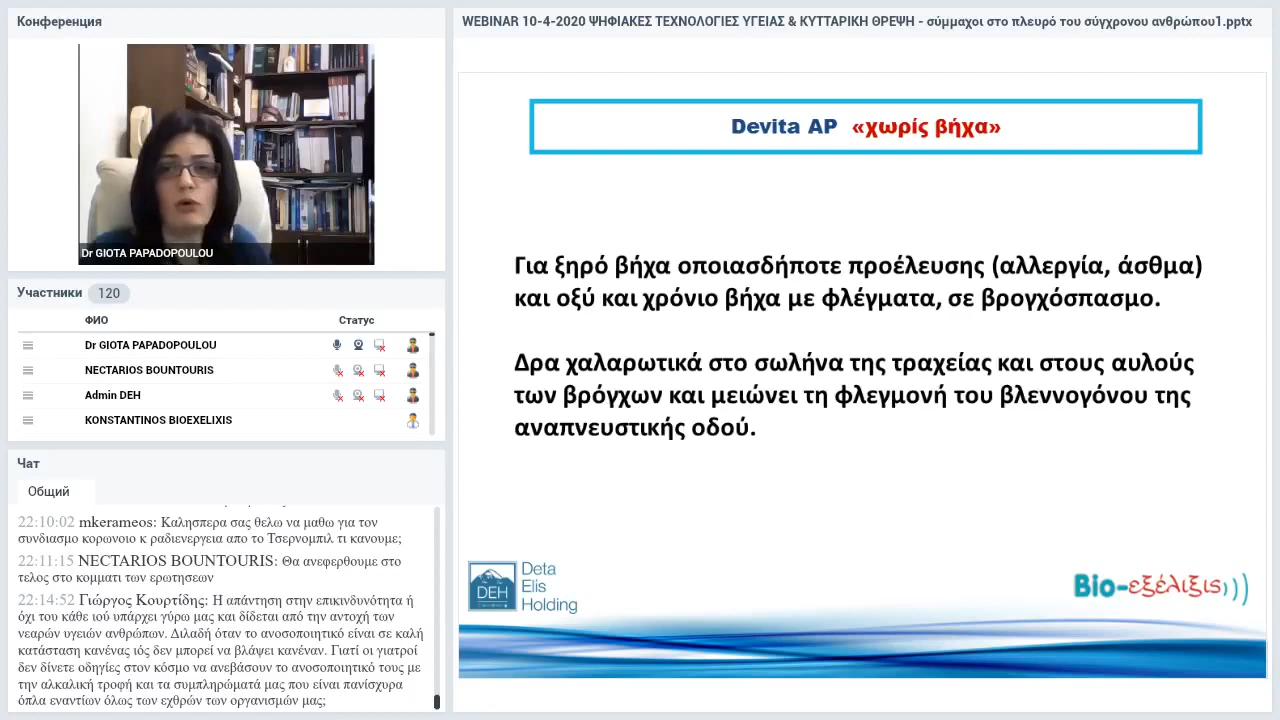 Конференция
Dr GIOTA PAPADOPOULOU
Участники 120
ФИО Статус
Dr GIOTA PAPADOPOULOU
NECTARIOS BOUNTOURIS
Admin DEH
KONSTANTINOS BIOEXELIXIS
Чат
Общий
22:10:02 mkerameos: Καλησπερα σας θελω να μαθω για τον
συνδιασμο κορωνοιο κ ραδιενεργεια απο το Τσερνομπιλ τι κανουμε;
22:11:15 NECTARIOS BOUNTOURIS: Θα ανεφερθουμε στο
τελος στο κομματι των ερωτησεων
22:14:52 Γιώργος Κουρτίδης: Η απάντηση στην επικινδυνότητα ή
όχι του κάθε ιού υπάρχει γύρω μας και δίδεται από την αντοχή των
νεαρών υγειών ανθρώπων. Διλαδή όταν το ανοσοποιητικό είναι σε καλή
κατάσταση κανένας ιός δεν μπορεί να βλάψει κανέναν. Γιατί οι γιατροί
δεν δίνετε οδηγίες στον κόσμο να ανεβάσουν το ανοσοποιητικό τους με
την αλκαλική τροφή και τα συμπληρώματά μας που είναι πανίσχυρα
όπλα εναντίων όλως των εχθρών των οργανισμών μας;
WEBINAR 10-4-2020 ΨΗΦΙΑΚΕΣ ΤΕΧΝΟΛΟΓΙΕΣ ΥΓΕΙΑΣ & ΚΥΤΤΑΡΙΚΗ ΘΡΕΨΗ - σύμμαχοι στο πλευρό του σύγχρονου ανθρώπου1.pptx
Devita AP «χωρίς βήχα»
Για ξηρό βήχα οποιασδήποτε προέλευσης (αλλεργία, άσθμα)
και οξύ και χρόνιο βήχα με φλέγματα, σε βρογχόσπασμο.
Δρα χαλαρωτικά στο σωλήνα της τραχείας και στους αυλούς
των βρόγχων και μειώνει τη φλεγμονή του βλεννογόνου της
αναπνευστικής οδού.
DEH
Deta
Elis
Holding
Bio-εξέλιξις